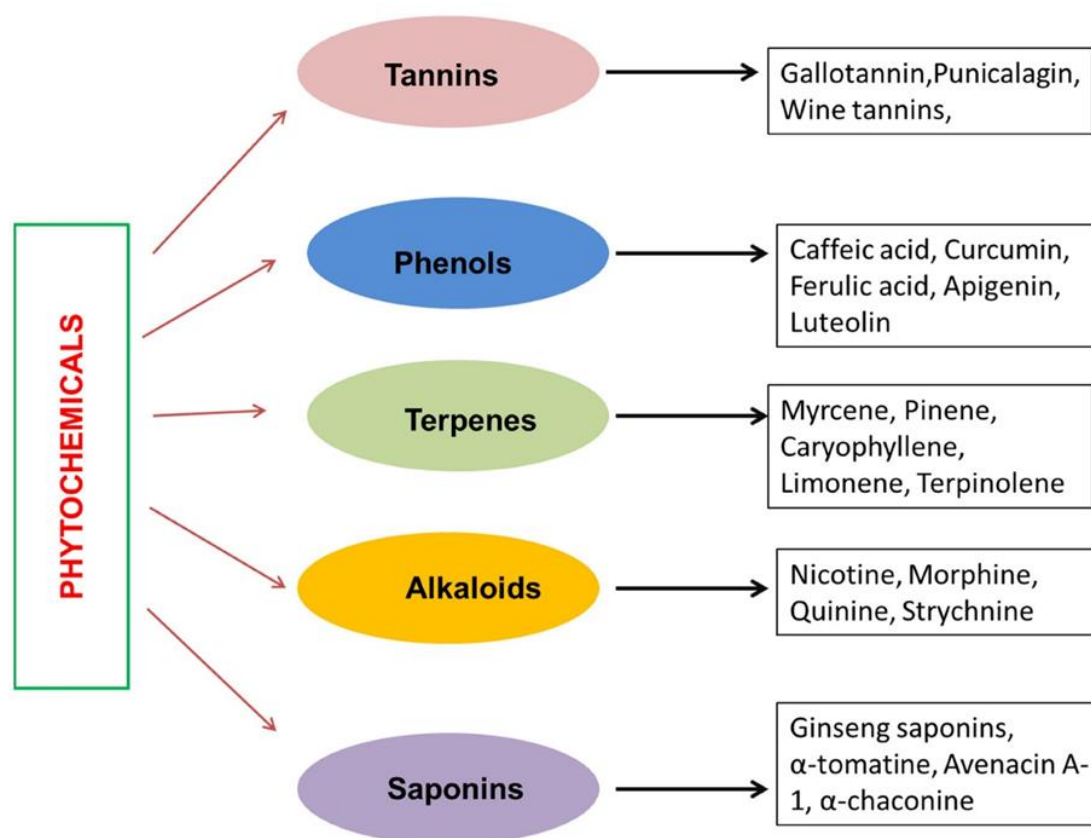 PHYTOCHEMICALS
Tannins
Gallotannin,Punicalagin,
Wine tannins,
Phenols
Caffeic acid, Curcumin,
Ferulic acid, Apigenin,
Luteolin
Terpenes
Myrcene, Pinene,
Caryophyllene,
Limonene, Terpinolene
Alkaloids
Nicotine, Morphine,
Quinine, Strychnine
Saponins
Ginseng saponins,
α-tomatine, Avenacin A-
1, α-chaconine